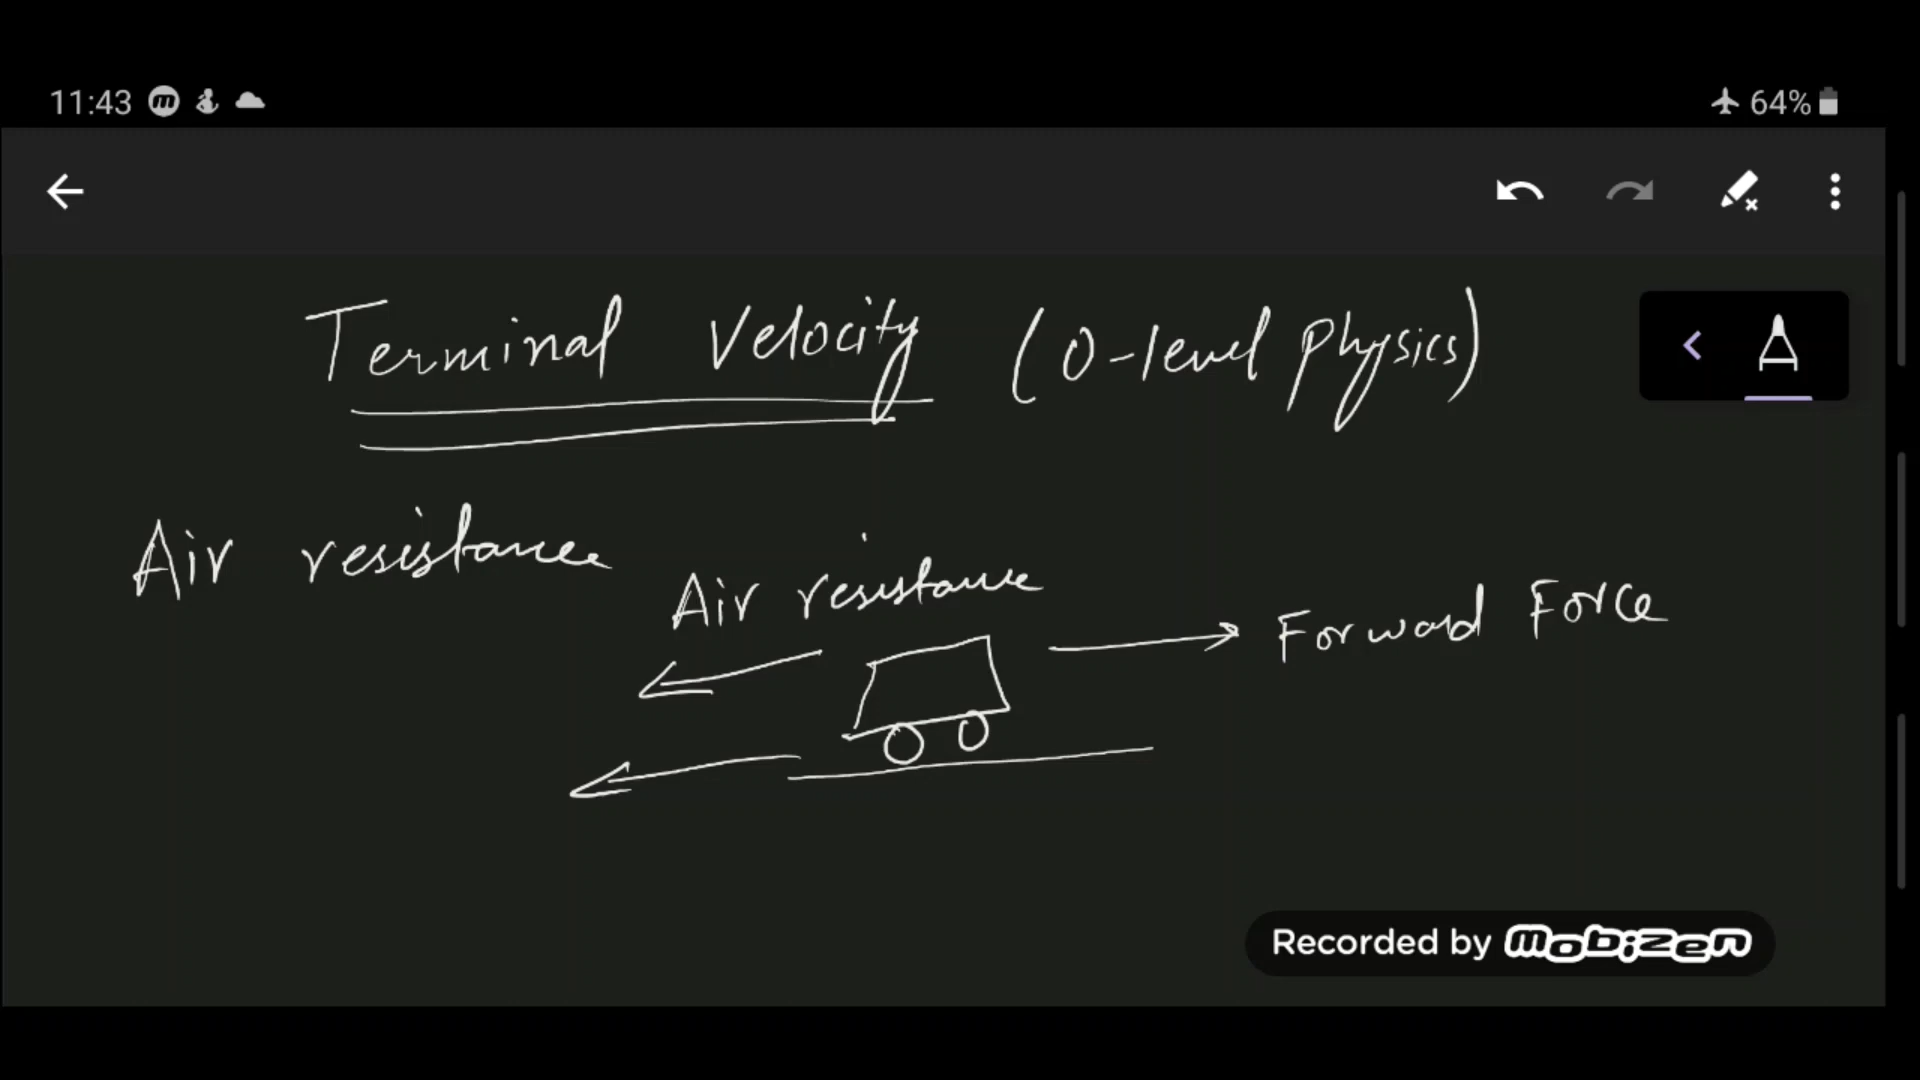 11:43 64%
Terminal Velocity (O-level Physics)
Air resistance
Air resistance
Forward Force
Recorded by mobizen